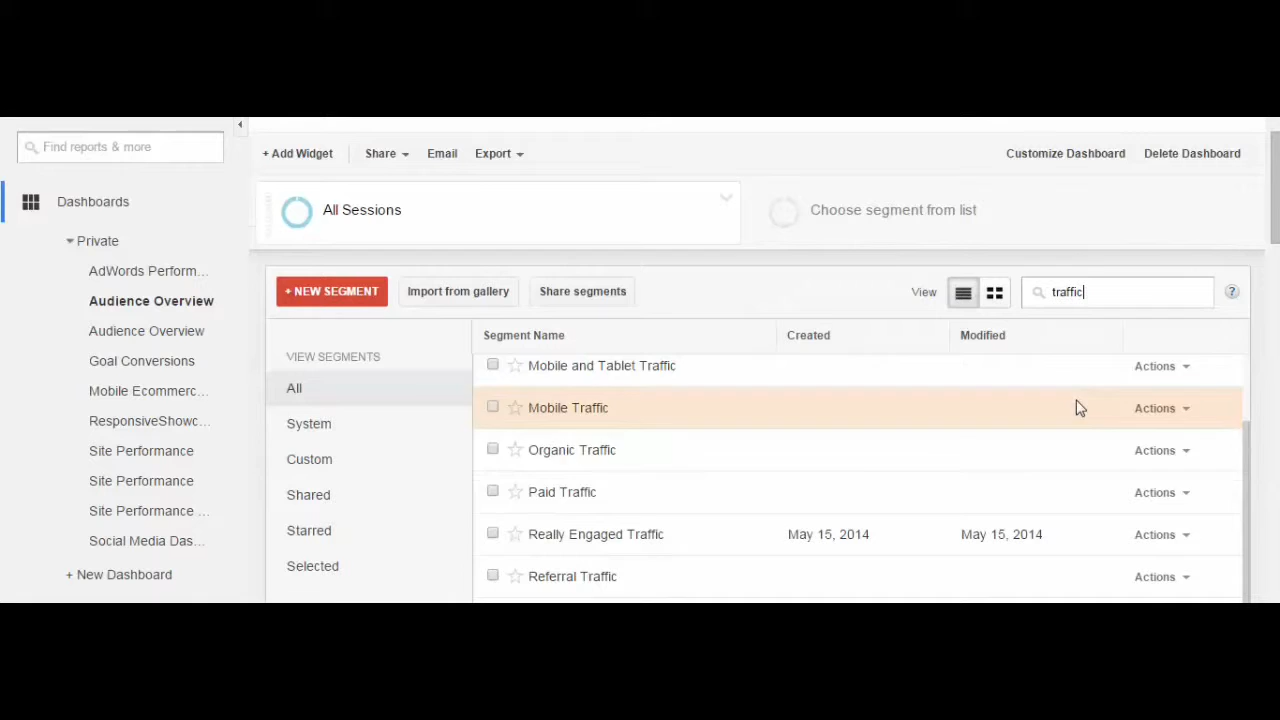 Find reports & more
Dashboards
Private
AdWords Perform...
Audience Overview
Audience Overview
Goal Conversions
Mobile Ecommerc...
ResponsiveShowc...
Site Performance
Site Performance
Site Performance ...
Social Media Das...
+ New Dashboard
+ Add Widget Share Email Export Customize Dashboard Delete Dashboard
All Sessions Choose segment from list
+ NEW SEGMENT Import from gallery Share segments View traffic ?
VIEW SEGMENTS
All
System
Custom
Shared
Starred
Selected
Segment Name Created Modified
Mobile and Tablet Traffic Actions
Mobile Traffic Actions
Organic Traffic Actions
Paid Traffic Actions
Really Engaged Traffic May 15, 2014 May 15, 2014 Actions
Referral Traffic Actions